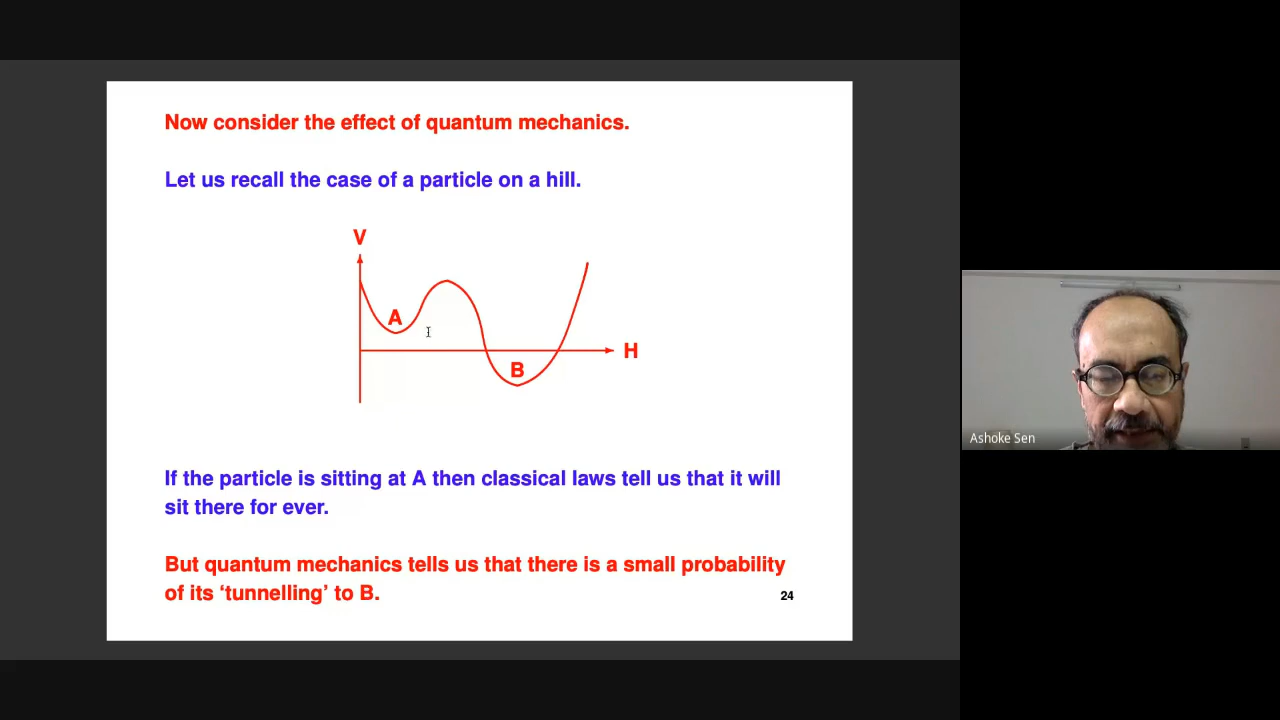 Now consider the effect of quantum mechanics.
Let us recall the case of a particle on a hill.
V
A
H
B
If the particle is sitting at A then classical laws tell us that it will
sit there for ever.
But quantum mechanics tells us that there is a small probability
of its ‘tunnelling’ to B.
24
Ashoke Sen